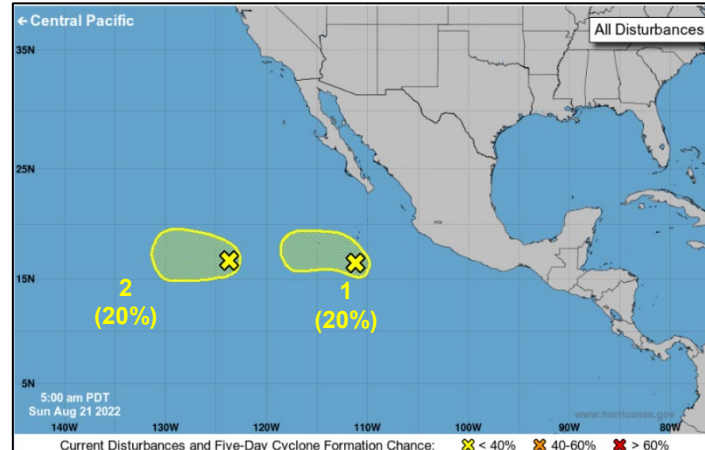 ← Central Pacific
All Disturbances
35N
25N
15N
5N
2
(20%)
1
(20%)
5:00 am PDT
Sun Aug 21 2022
www.hurricanes.gov
140W 130W 120W 110W 100W 90W 80W
Current Disturbances and Five-Day Cyclone Formation Chance: < 40% 40-60% > 60%